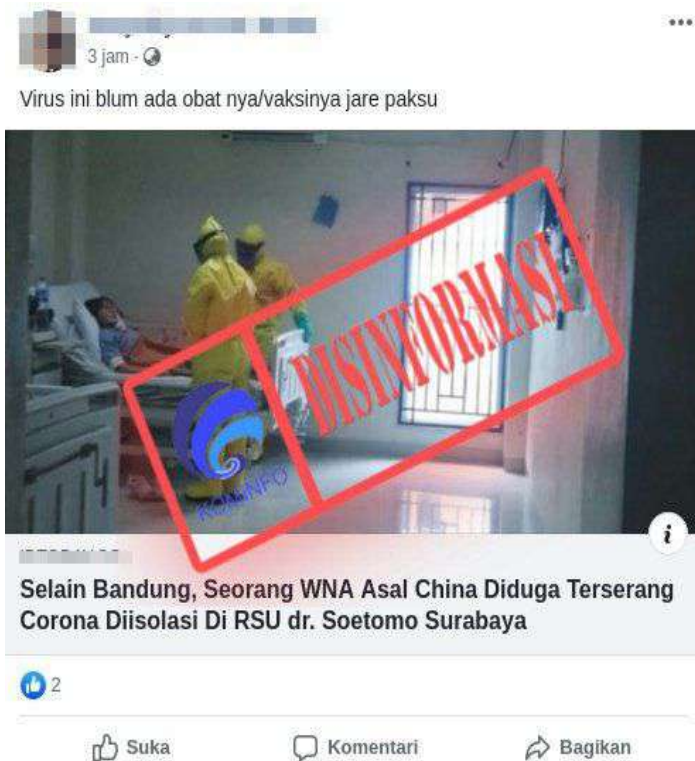 3 jam ·
Virus ini blum ada obat nya/vaksinya jare paksu
DISINFORMASI
KOMINFO
i
Selain Bandung, Seorang WNA Asal China Diduga Terserang
Corona Diisolasi Di RSU dr. Soetomo Surabaya
2
Suka
Komentari
Bagikan